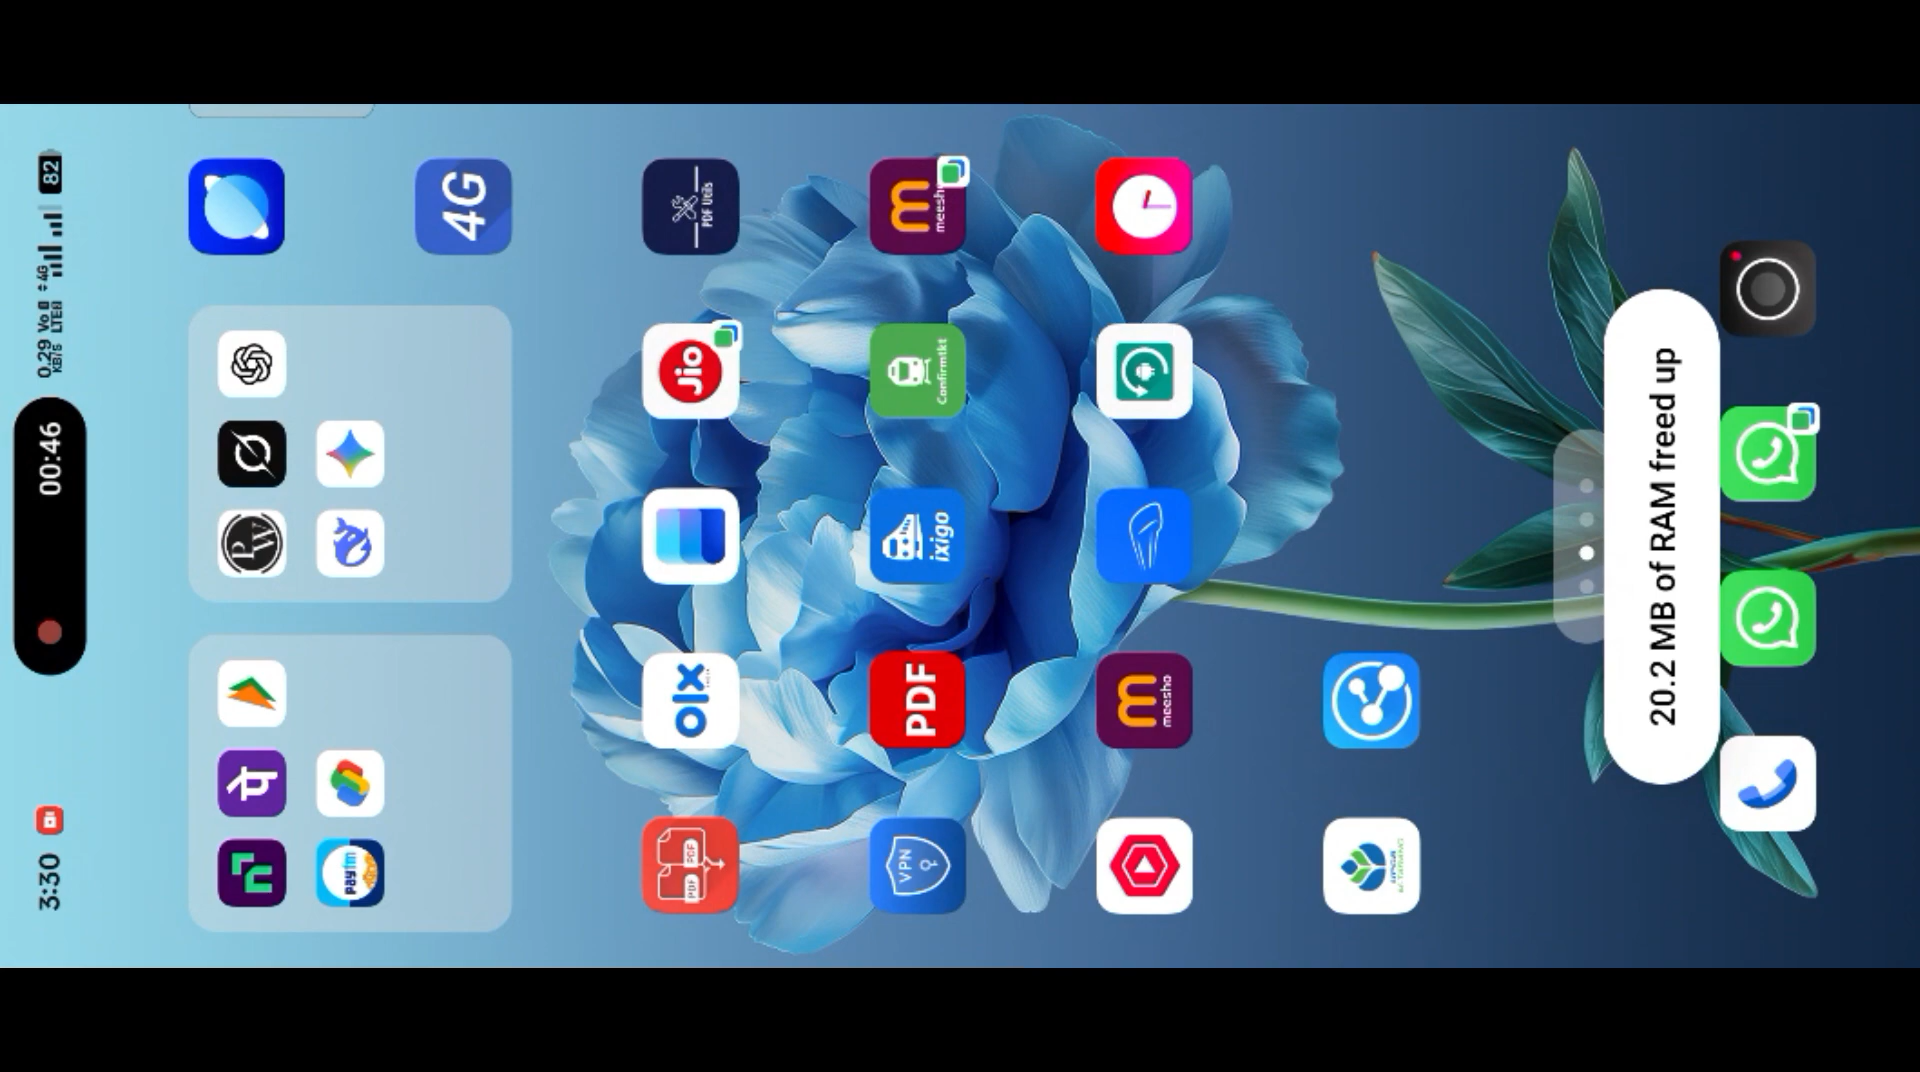 3:30
00:46
0.29 KB/S
Vo LTE
4G
82
पे
paytm
PW
4G
PDF
PDF
olx
Jio
PDF Utils
VPN
PDF
ixigo
Confirmtkt
meesho
meesho
20.2 MB of RAM freed up